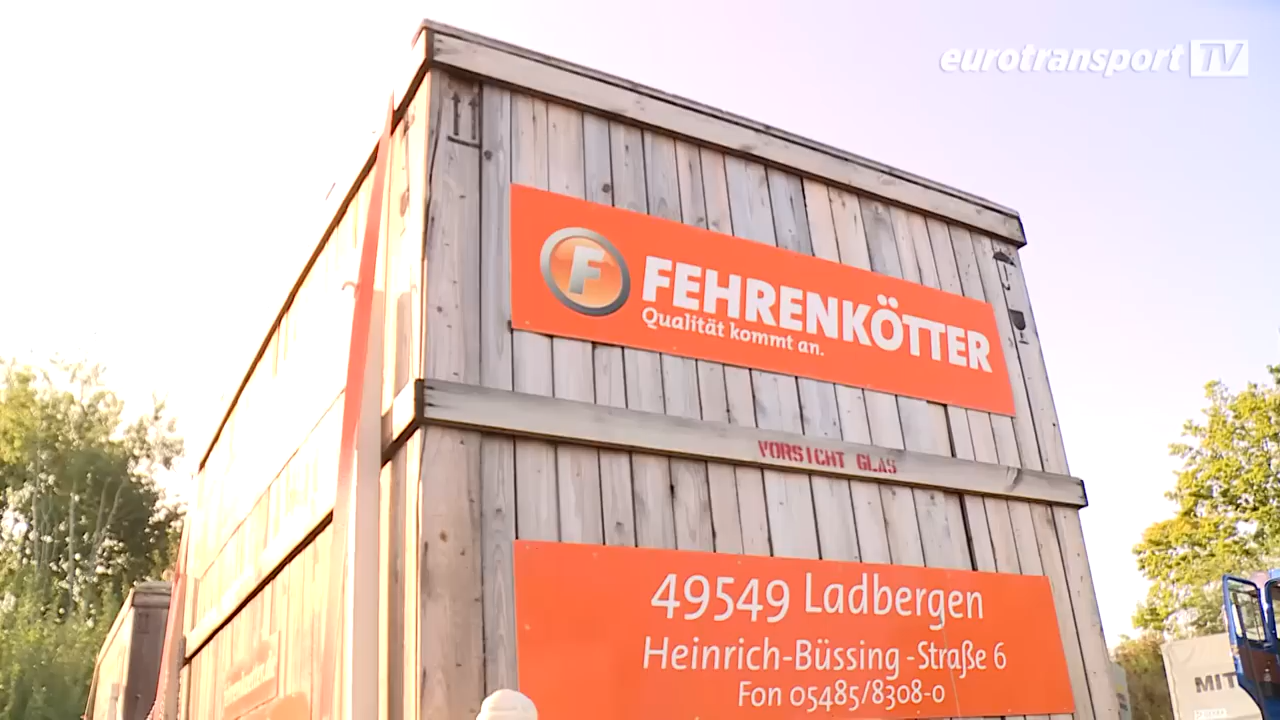 eurotransport TV
F FEHRENKÖTTER
Qualität kommt an.
VORSICHT GLAS
49549 Ladbergen
Heinrich-Büssing-Straße 6
Fon 05485/8308-0
MIT